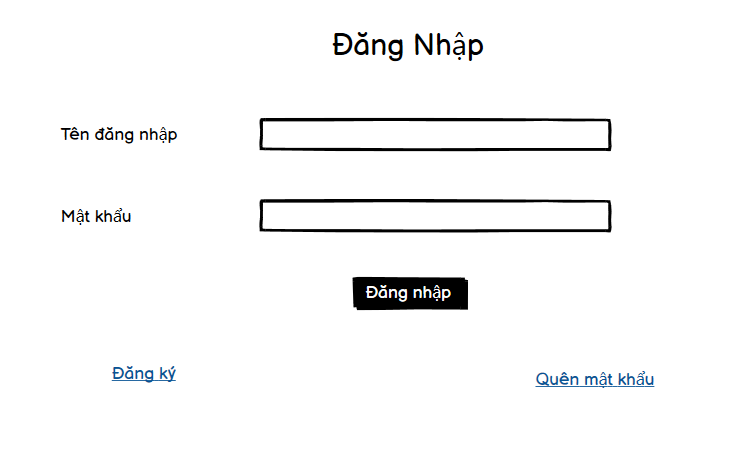 Đăng Nhập
Tên đăng nhập
Mật khẩu
Đăng nhập
Đăng ký
Quên mật khẩu